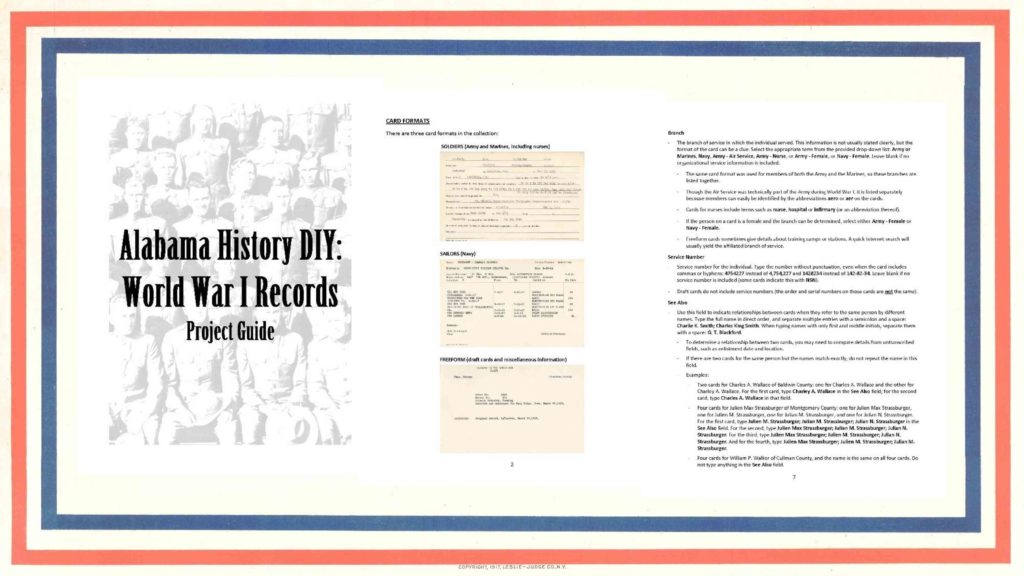 Alabama History DIY:
World War I Records
Project Guide
CARD FORMATS
There are three card formats in the collection:
SOLDIERS (Army and Marines, including nurses)
SAILORS (Navy)
FREEFORM (draft cards and miscellaneous information)
2
Branch
- The branch of service in which the individual served. This information is not usually stated clearly, but the
format of the card can be a clue. Select the appropriate term from the provided drop-down list: Army or
Marines, Navy, Army - Air Service, Army - Nurse, or Army - Female, or Navy - Female. Leave blank if no
organizational service information is included.
- The same card format was used for members of both the Army and the Marines, so these branches are
listed together.
- Though the Air Service was technically part of the Army during World War I, it is listed separately
because members can easily be identified by the abbreviations aero or aer on the cards.
- Cards for nurses include terms such as nurse, hospital or infirmary (or an abbreviation thereof).
- If the person on a card is a female and the branch can be determined, select either Army - Female or
Navy - Female.
- Freeform cards sometimes give details about training camps or stations. A quick Internet search will
usually yield the affiliated branch of service.
Service Number
- Service number for the individual. Type the number without punctuation, even when the card includes
commas or hyphens: 4754227 instead of 4,754,227 and 1428234 instead of 142-82-34. Leave blank if no
service number is included (some cards indicate this with NSN).
- Draft cards do not include service numbers (the order and serial numbers on those cards are not the same).
See Also
- Use this field to indicate relationships between cards when they refer to the same person by different
names. Type the full name in direct order, and separate multiple entries with a semicolon and a space:
Charlie K. Smith; Charles King Smith. When typing names with only first and middle initials, separate them
with a space: G. T. Blackford.
- To determine a relationship between two cards, you may need to compare details from untranscribed
fields, such as enlistment date and location.
- If there are two cards for the same person but the names match exactly, do not repeat the name in this
field.
Examples:
- Two cards for Charles A. Wallace of Baldwin County: one for Charles A. Wallace and the other for
Charley A. Wallace. For the first card, type Charley A. Wallace in the See Also field; for the second
card, type Charles A. Wallace in that field.
- Four cards for Julien Max Strassburger of Montgomery County: one for Julien Max Strassburger,
one for Julien M. Strassburger, one for Julian M. Strassburger, and one for Julian N. Strassburger.
For the first card, type Julien M. Strassburger; Julian M. Strassburger; Julian N. Strassburger in the
See Also field. For the second, type Julien Max Strassburger; Julian M. Strassburger; Julian N.
Strassburger. For the third, type Julien Max Strassburger; Julien M. Strassburger; Julian N.
Strassburger. And for the fourth, type Julien Max Strassburger; Julien M. Strassburger; Julian M.
Strassburger.
- Four cards for William P. Walker of Cullman County, and the name is the same on all four cards. Do
not type anything in the See Also field.
7
COPYRIGHT, 1917, LESLIE-JUDGE CO., N.Y.